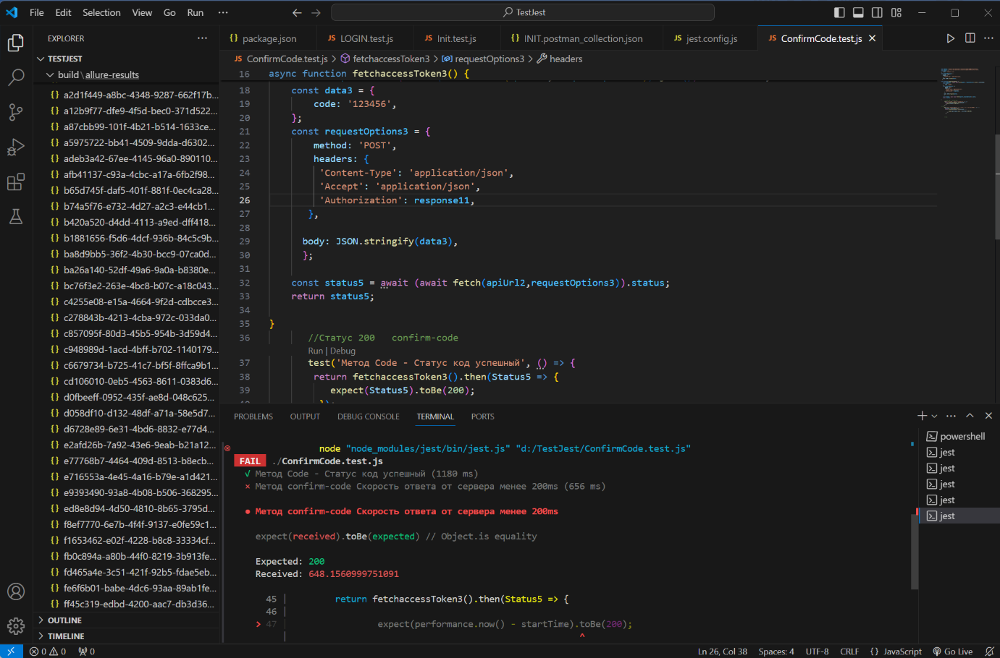 File Edit Selection View Go Run ··· TestJest
EXPLORER ···
TESTJEST
build\allure-results
{} a2d1f449-a8bc-4348-9287-662f17b...
{} a12b9f77-dfe9-4f5d-bec0-371d522...
{} a87cbb99-101f-4b21-b514-1633ce...
{} a5975722-bb41-4509-9dda-d6302...
{} adeb3a42-67ee-4145-96a0-890110...
{} afb41137-c93a-4cbc-a17a-6fb2f98...
{} b65d745f-daf5-401f-881f-0ec4ca28...
{} b74a5f76-e732-4d27-a2c3-e44cb1...
{} b420a520-d4dd-4113-a9ed-dff418...
{} b1881656-f5d6-4dcf-936b-84c5c9b...
{} ba8d9bb5-36f2-4b30-bcc9-07ca0d...
{} ba26a140-52df-49a6-9a0a-b8380e...
{} bc76f3e2-263e-4bc8-b07c-a18c043...
{} c4255e08-e15a-4664-9f2d-cdbcce3...
{} c278843b-4213-4cba-972c-033da0...
{} c857095f-80d3-45b5-954b-3d59d4...
{} c948989d-1acd-4bff-b702-1140179...
{} c6679734-b725-41c7-bf5f-8ffca9b1...
{} cd106010-0eb5-4563-8611-0383d6...
{} d0fbeeff-0952-435f-ae8d-048c625...
{} d058df10-d132-48df-a71a-58e5d7...
{} d6728e89-6e31-4bd6-8832-e77d4...
{} e2afd26b-7a92-43e6-9eab-b21a12...
{} e77768b7-4464-409d-8513-b8ecb...
{} e716553a-4e45-4a16-b79e-a1d421...
{} e9393490-93a8-4b08-b506-368295...
{} ed8e8d94-4d50-4810-8b65-3795d...
{} f8ef7770-6e7b-4f4f-9137-e0fe59c1...
{} f1653462-e02f-4228-b8c8-33334cf...
{} fb0c894a-a80b-44f0-8219-3b913fe...
{} fd465a4e-3c51-421f-92b5-fdae5eb...
{} fe6f6b01-babe-4dc6-93aa-89ab1fe...
{} ff45c319-edbd-4200-aac7-db3d36...
OUTLINE
TIMELINE
{} package.json JS LOGIN.test.js JS Init.test.js {} INIT.postman_collection.json JS jest.config.js JS ConfirmCode.test.js
JS ConfirmCode.test.js > fetchaccessToken3 > requestOptions3 > headers
16 async function fetchaccessToken3() {
18 const data3 = {
19 code: '123456',
20 };
21 const requestOptions3 = {
22 method: 'POST',
23 headers: {
24 'Content-Type': 'application/json',
25 'Accept': 'application/json',
26 'Authorization': response11,
27 },
28
29 body: JSON.stringify(data3),
30 };
31
32 const status5 = await (await fetch(apiUrl2,requestOptions3)).status;
33 return status5;
34
35 }
36 //Статус 200 confirm-code
Run | Debug
37 test('Метод Code - Статус код успешный', () => {
38 return fetchaccessToken3().then(Status5 => {
39 expect(Status5).toBe(200);
PROBLEMS OUTPUT DEBUG CONSOLE TERMINAL PORTS
node "node_modules/jest/bin/jest.js" "d:/TestJest/ConfirmCode.test.js"
FAIL ./ConfirmCode.test.js
√ Метод Code - Статус код успешный (1180 ms)
× Метод confirm-code Скорость ответа от сервера менее 200ms (656 ms)
● Метод confirm-code Скорость ответа от сервера менее 200ms
expect(received).toBe(expected) // Object.is equality
Expected: 200
Received: 648.1560999751091
45 | return fetchaccessToken3().then(Status5 => {
46 |
> 47 expect(performance.now() - startTime).toBe(200);
| ^
powershell
jest
jest
jest
jest
jest
0 0 0 Ln 26, Col 38 Spaces: 4 UTF-8 CRLF {} JavaScript Go Live